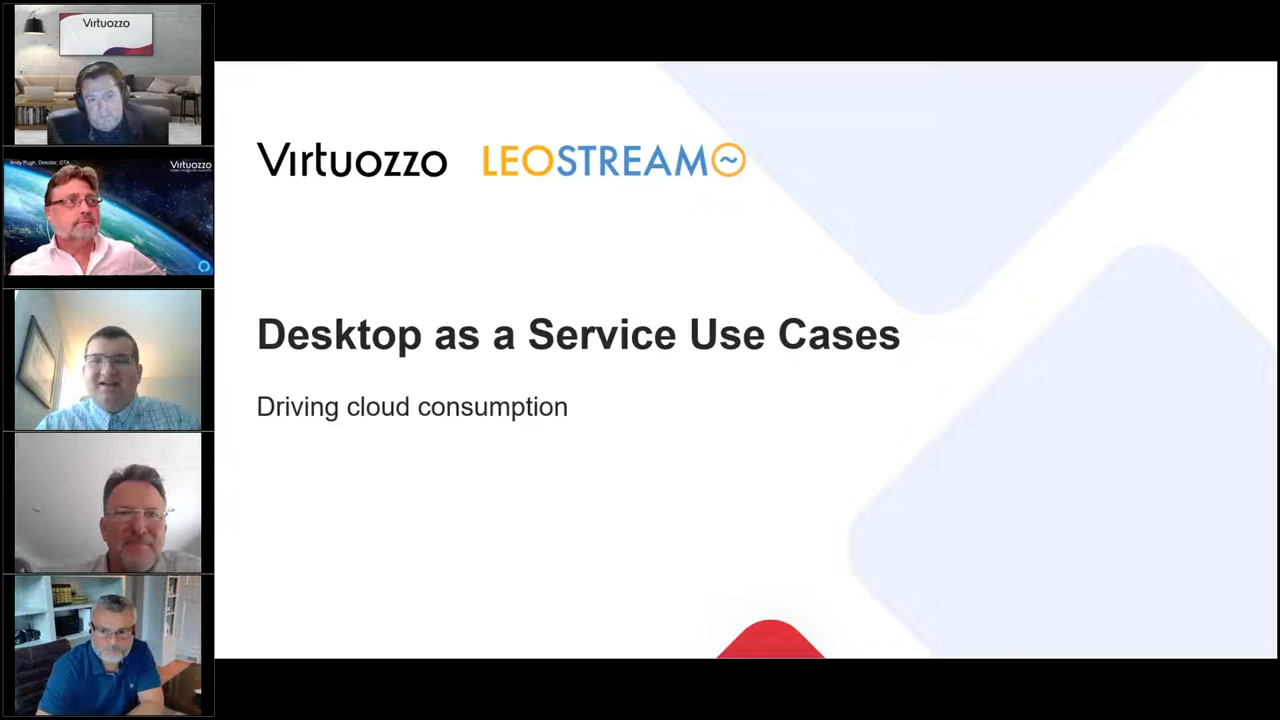 Virtuozzo
Andy Pugh, Director, GTA
Virtuozzo
Virtuozzo LEOSTREAM
Desktop as a Service Use Cases
Driving cloud consumption